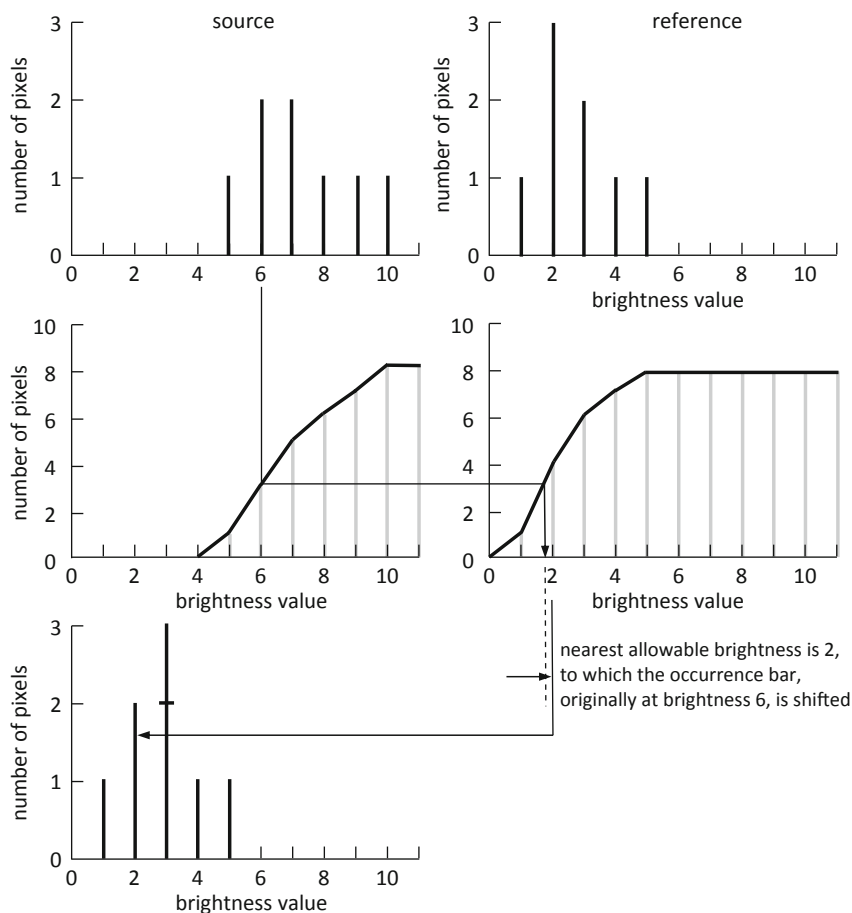 source
number of pixels
3
2
1
0
0 2 4 6 8 10
reference
number of pixels
3
2
1
0
0 2 4 6 8 10
brightness value
number of pixels
10
8
6
4
2
0
0 2 4 6 8 10
brightness value
number of pixels
10
8
6
4
2
0
0 2 4 6 8 10
brightness value
nearest allowable brightness is 2,
to which the occurrence bar,
originally at brightness 6, is shifted
number of pixels
3
2
1
0
0 2 4 6 8 10
brightness value